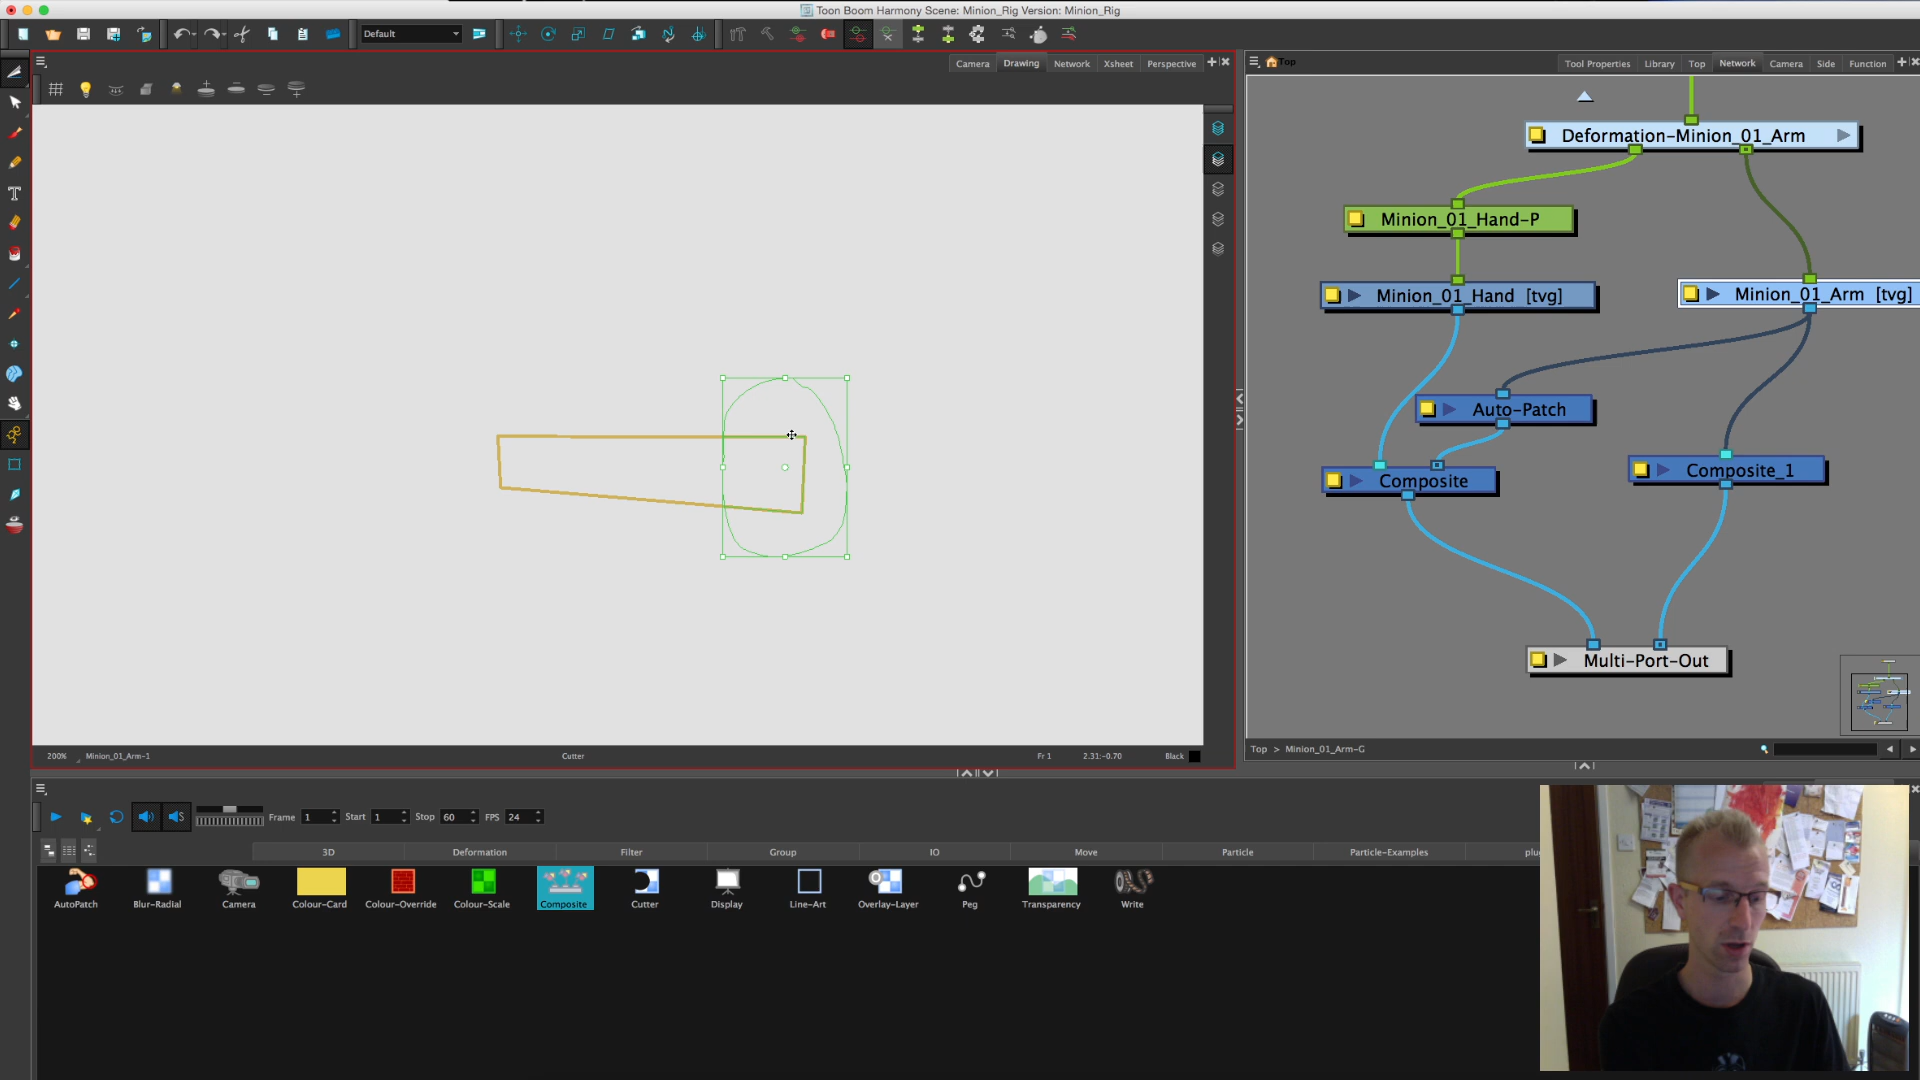 Toon Boom Harmony Scene: Minion_Rig Version: Minion_Rig
Default
Camera Drawing Network Xsheet Perspective
Top
Tool Properties Library Top Network Camera Side Function
Deformation-Minion_01_Arm
Minion_01_Hand-P
Minion_01_Hand [tvg]
Minion_01_Arm [tvg]
Auto-Patch
Composite
Composite_1
Multi-Port-Out
200% Minion_01_Arm-1 Cutter Fr 1 2.31:-0.70 Black
Top > Minion_01_Arm-G
Frame 1 Start 1 Stop 60 FPS 24
3D Deformation Filter Group IO Move Particle Particle-Examples plu
AutoPatch Blur-Radial Camera Colour-Card Colour-Override Colour-Scale Composite Cutter Display Line-Art Overlay-Layer Peg Transparency Write